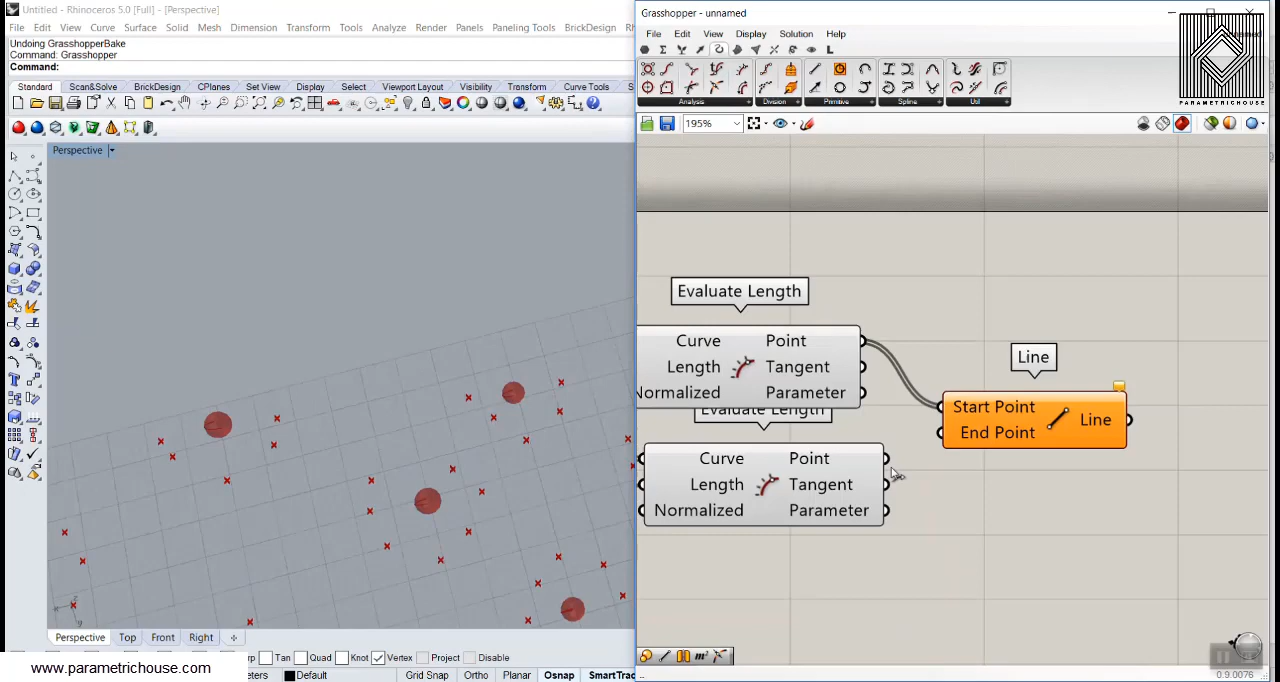 Untitled - Rhinoceros 5.0 [Full] - [Perspective]
File Edit View Curve Surface Solid Mesh Dimension Transform Tools Analyze Render Panels Paneling Tools BrickDesign
Undoing GrasshopperBake
Command: Grasshopper
Command:
Standard Scan&Solve BrickDesign CPlanes Set View Display Select Viewport Layout Visibility Transform Curve Tools
Perspective
Perspective Top Front Right
Tan Quad Knot Vertex Project Disable
Default Grid Snap Ortho Planar Osnap SmartTrac
www.parametrichouse.com
Grasshopper - unnamed
File Edit View Display Solution Help
Analysis Division Primitive Spline Util
195%
PARAMETRICHOUSE
Evaluate Length
Curve Point
Length Tangent
Normalized Parameter
Evaluate Length
Curve Point
Length Tangent
Normalized Parameter
Line
Start Point
End Point
Line
0.9.0076